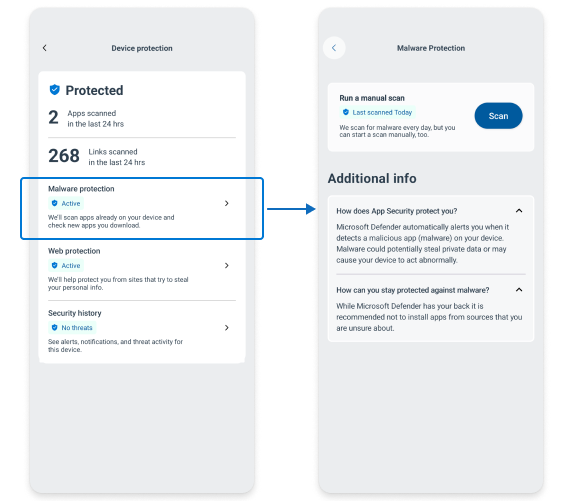 Device protection
Protected
2
Apps scanned
in the last 24 hrs
268
Links scanned
in the last 24 hrs
Malware protection
Active
We'll scan apps already on your device and
check new apps you download.
Web protection
Active
We'll help protect you from sites that try to steal
your personal info.
Security history
No threats
See alerts, notifications, and threat activity for
this device.
Malware Protection
Run a manual scan
Last scanned Today
We scan for malware every day, but you
can start a scan manually, too.
Scan
Additional info
How does App Security protect you?
Microsoft Defender automatically alerts you when it
detects a malicious app (malware) on your device.
Malware could potentially steal private data or may
cause your device to act abnormally.
How can you stay protected against malware?
While Microsoft Defender has your back it is
recommended not to install apps from sources that you
are unsure about.